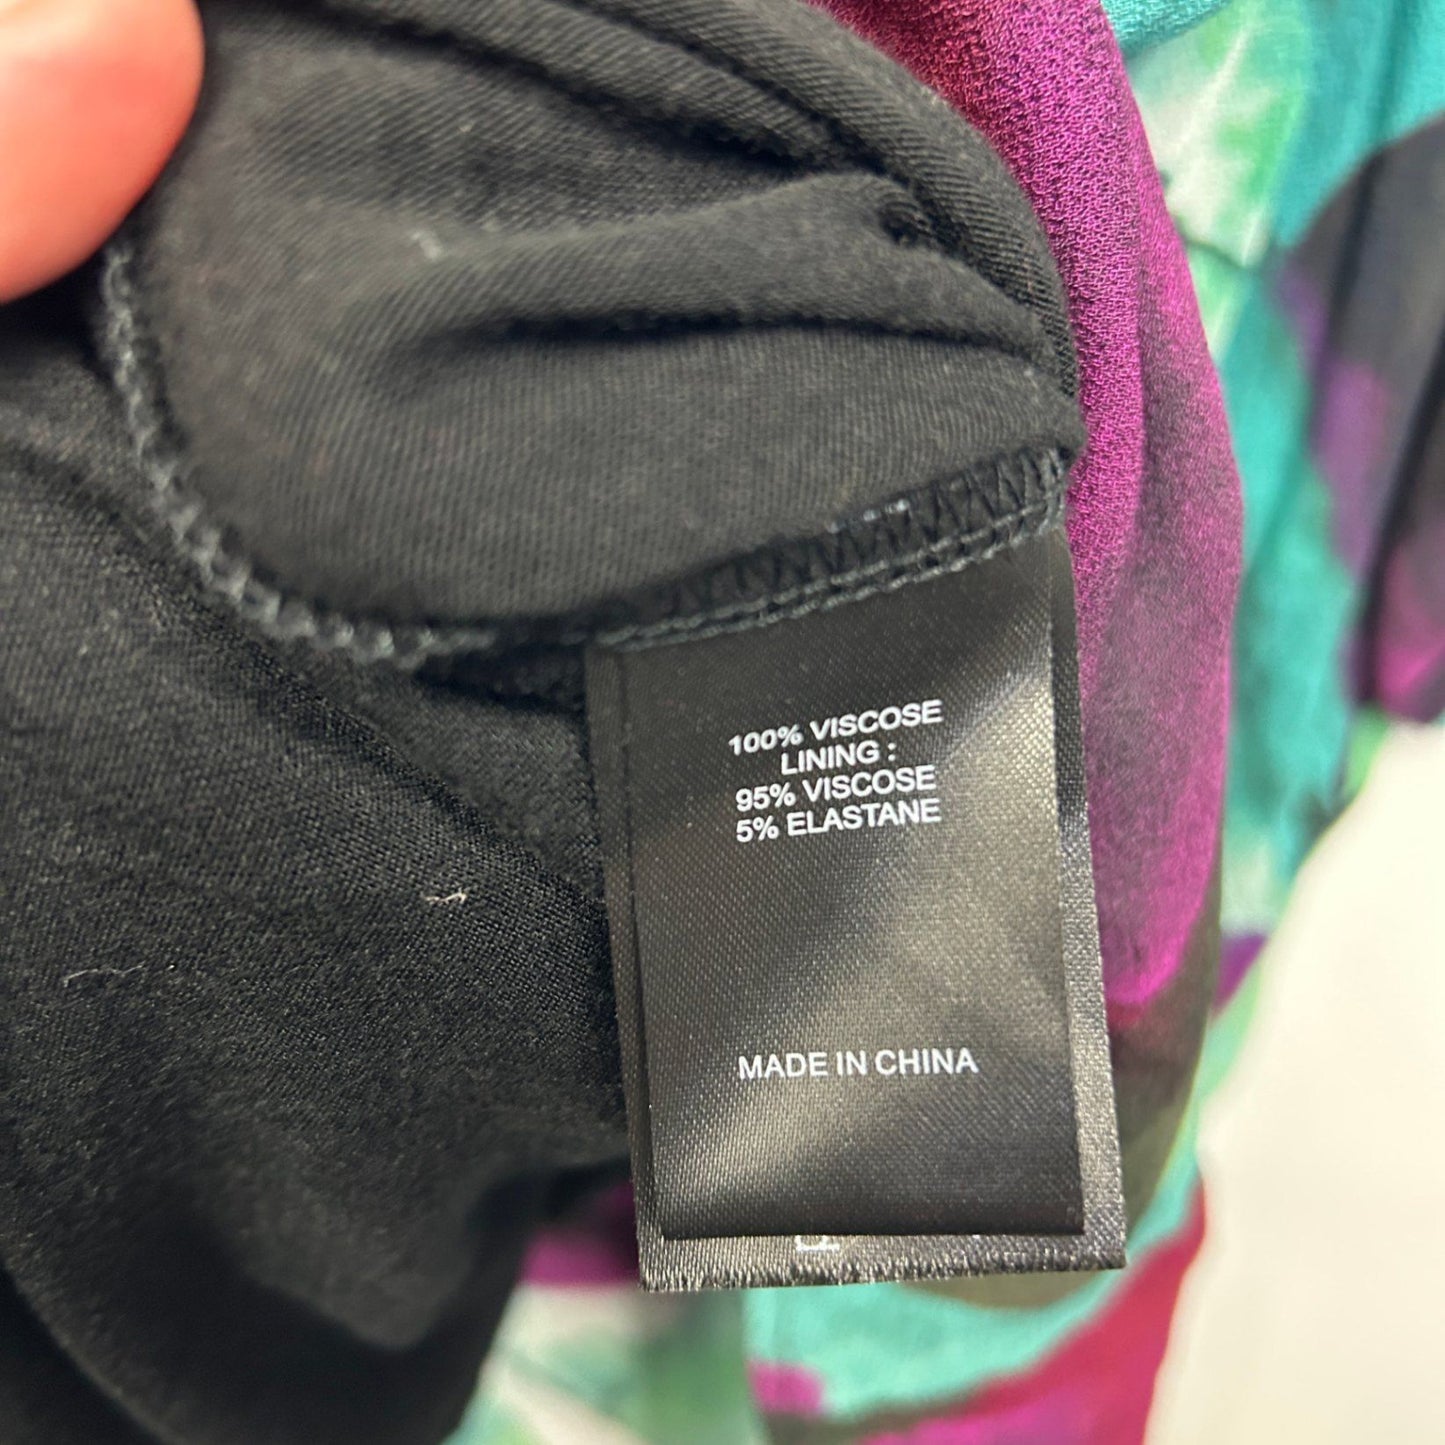 100% VISCOSE
LINING :
95% VISCOSE
5% ELASTANE
MADE IN CHINA